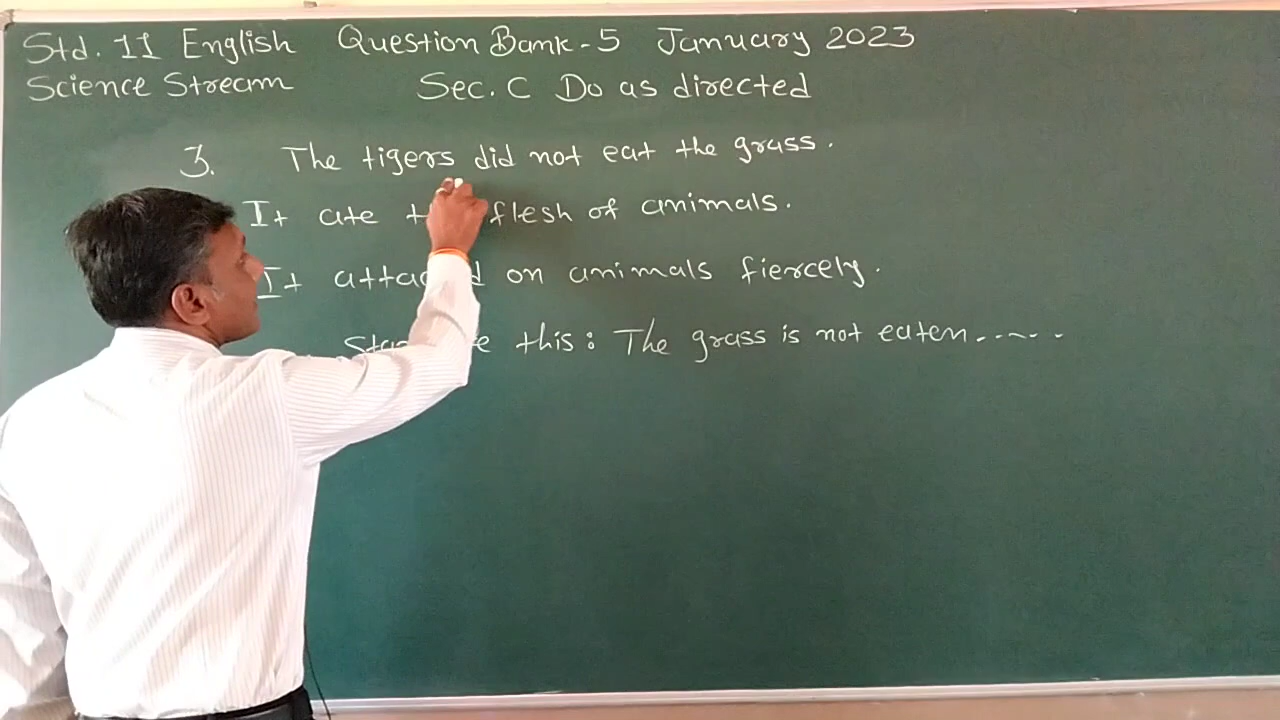 Std. 11 English Question Bank - 5 January 2023
Science Stream Sec. C Do as directed
3. The tigers did not eat the grass.
It ate flesh of animals.
It on animals fiercely.
this: The grass is not eaten......